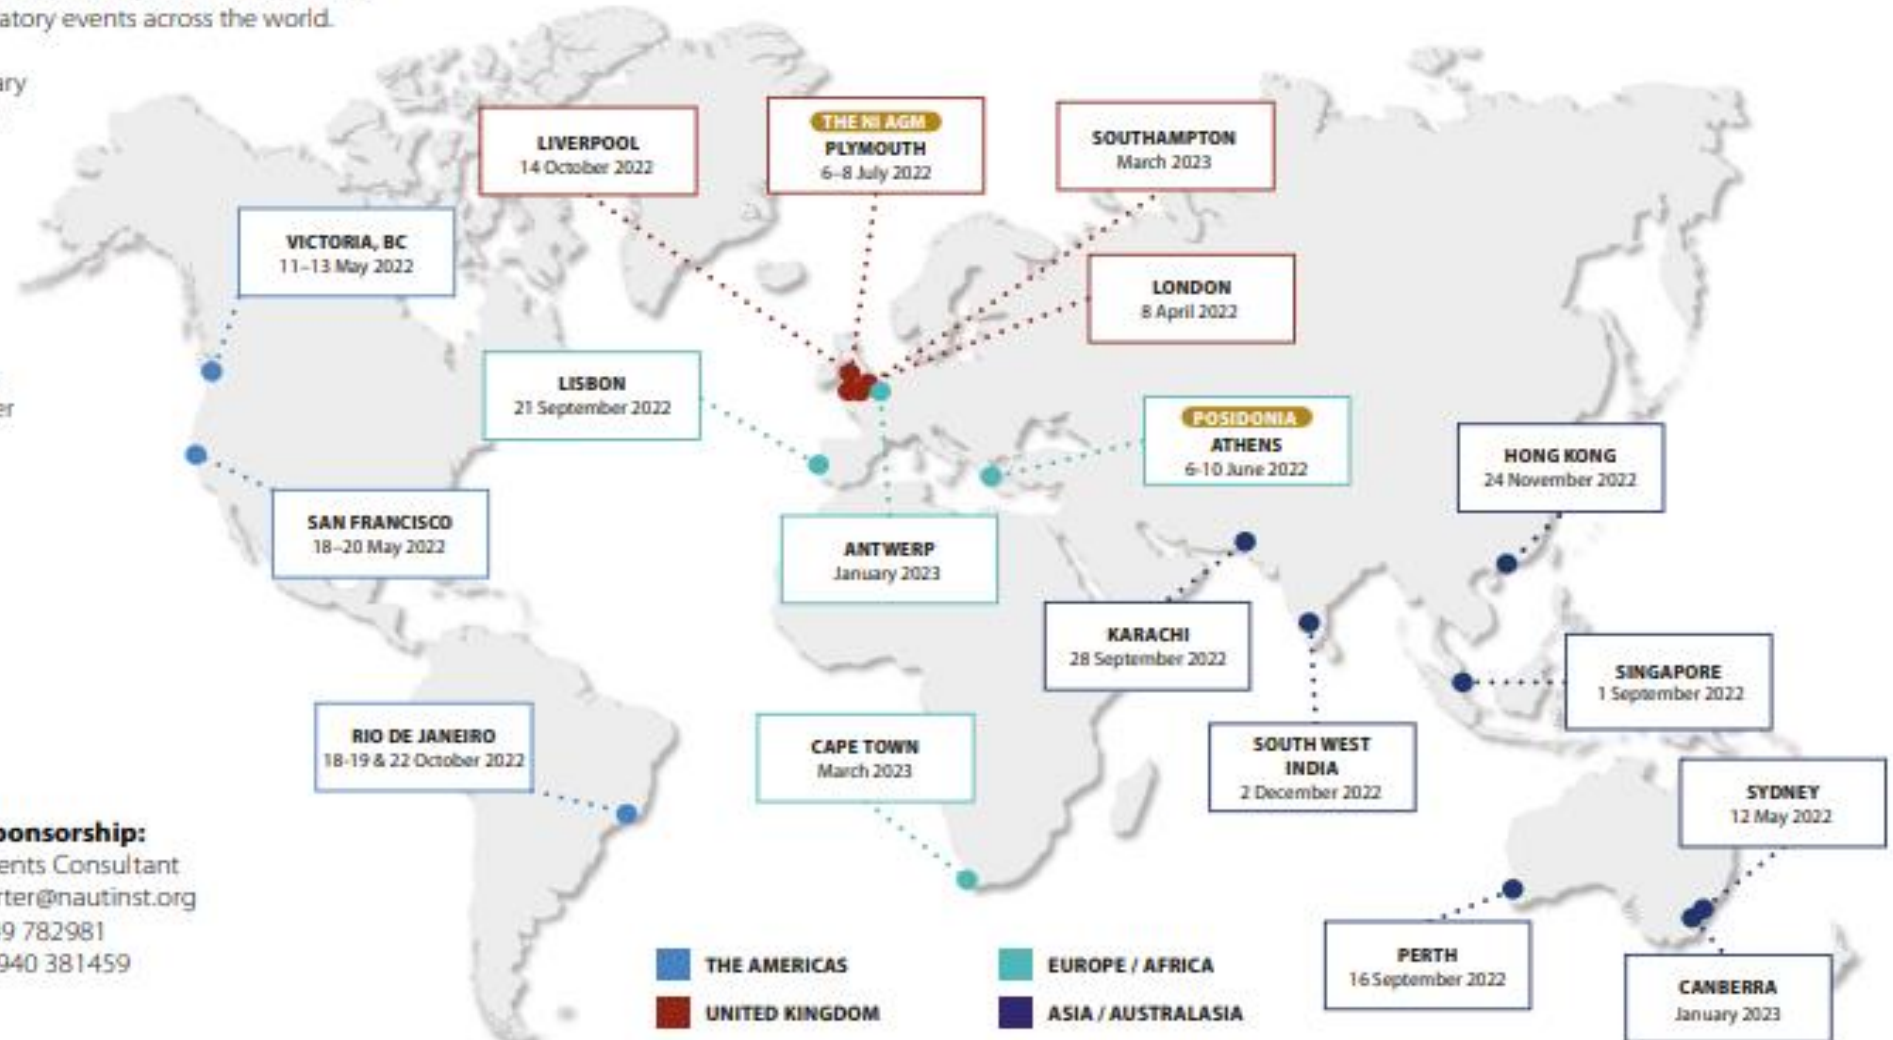 atory events across the world.
ary
er
ponsorship:
ents Consultant
rter@nautinst.org
9 782981
940 381459
LIVERPOOL
14 October 2022
THE NI AGM
PLYMOUTH
6–8 July 2022
SOUTHAMPTON
March 2023
VICTORIA, BC
11–13 May 2022
LONDON
8 April 2022
LISBON
21 September 2022
POSIDONIA
ATHENS
6-10 June 2022
HONG KONG
24 November 2022
SAN FRANCISCO
18–20 May 2022
ANTWERP
January 2023
KARACHI
28 September 2022
SINGAPORE
1 September 2022
RIO DE JANEIRO
18-19 & 22 October 2022
CAPE TOWN
March 2023
SOUTH WEST
INDIA
2 December 2022
SYDNEY
12 May 2022
PERTH
16 September 2022
CANBERRA
January 2023
THE AMERICAS
EUROPE / AFRICA
UNITED KINGDOM
ASIA / AUSTRALASIA